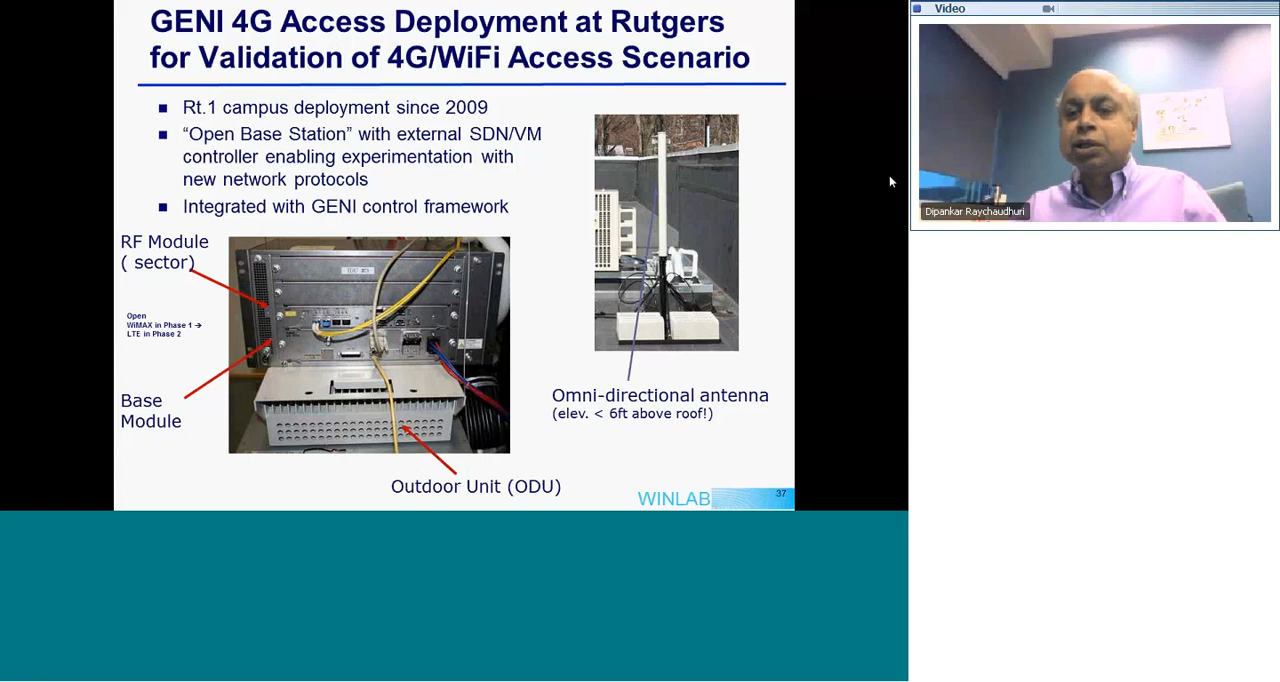 GENI 4G Access Deployment at Rutgers
for Validation of 4G/WiFi Access Scenario
Rt.1 campus deployment since 2009
“Open Base Station” with external SDN/VM
controller enabling experimentation with
new network protocols
Integrated with GENI control framework
RF Module
( sector)
Open
WiMAX in Phase 1 →
LTE in Phase 2
Base
Module
Outdoor Unit (ODU)
Omni-directional antenna
(elev. < 6ft above roof!)
WINLAB
37
Video
Dipankar Raychaudhuri